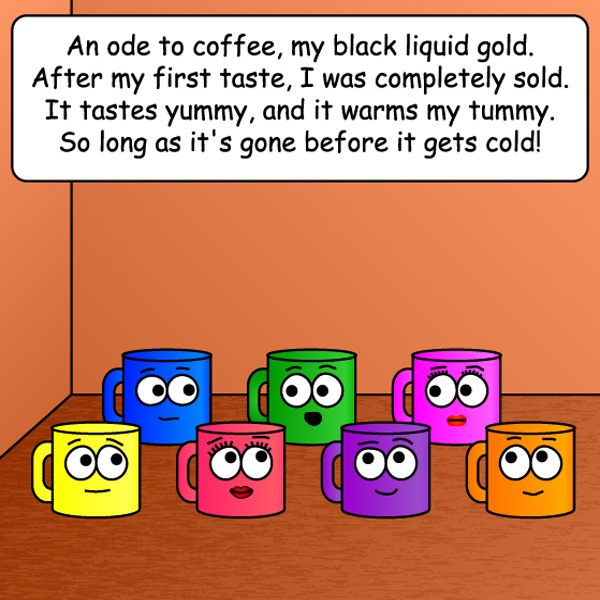 An ode to coffee, my black liquid gold.
After my first taste, I was completely sold.
It tastes yummy, and it warms my tummy.
So long as it's gone before it gets cold!